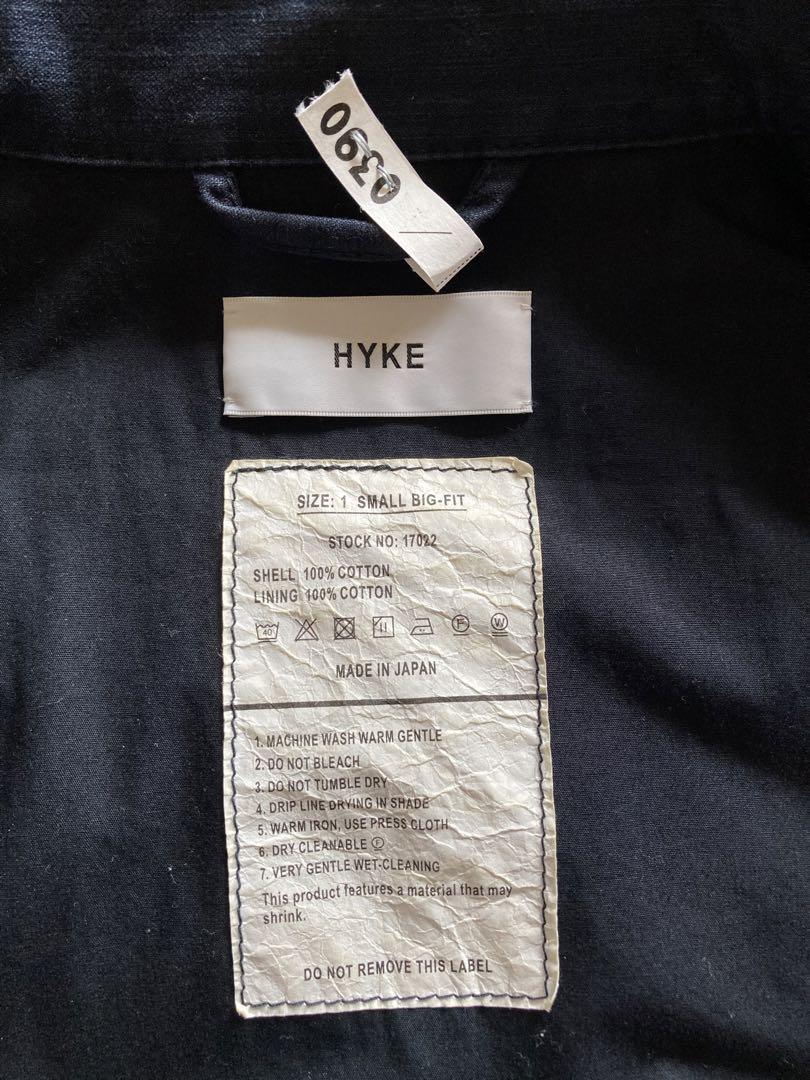 0390
HYKE
SIZE: 1 SMALL BIG-FIT
STOCK NO: 17022
SHELL 100% COTTON
LINING 100% COTTON
40
F W
MADE IN JAPAN
1. MACHINE WASH WARM GENTLE
2. DO NOT BLEACH
3. DO NOT TUMBLE DRY
4. DRIP LINE DRYING IN SHADE
5. WARM IRON, USE PRESS CLOTH
6. DRY CLEANABLE Ⓕ
7. VERY GENTLE WET-CLEANING
This product features a material that may
shrink.
DO NOT REMOVE THIS LABEL